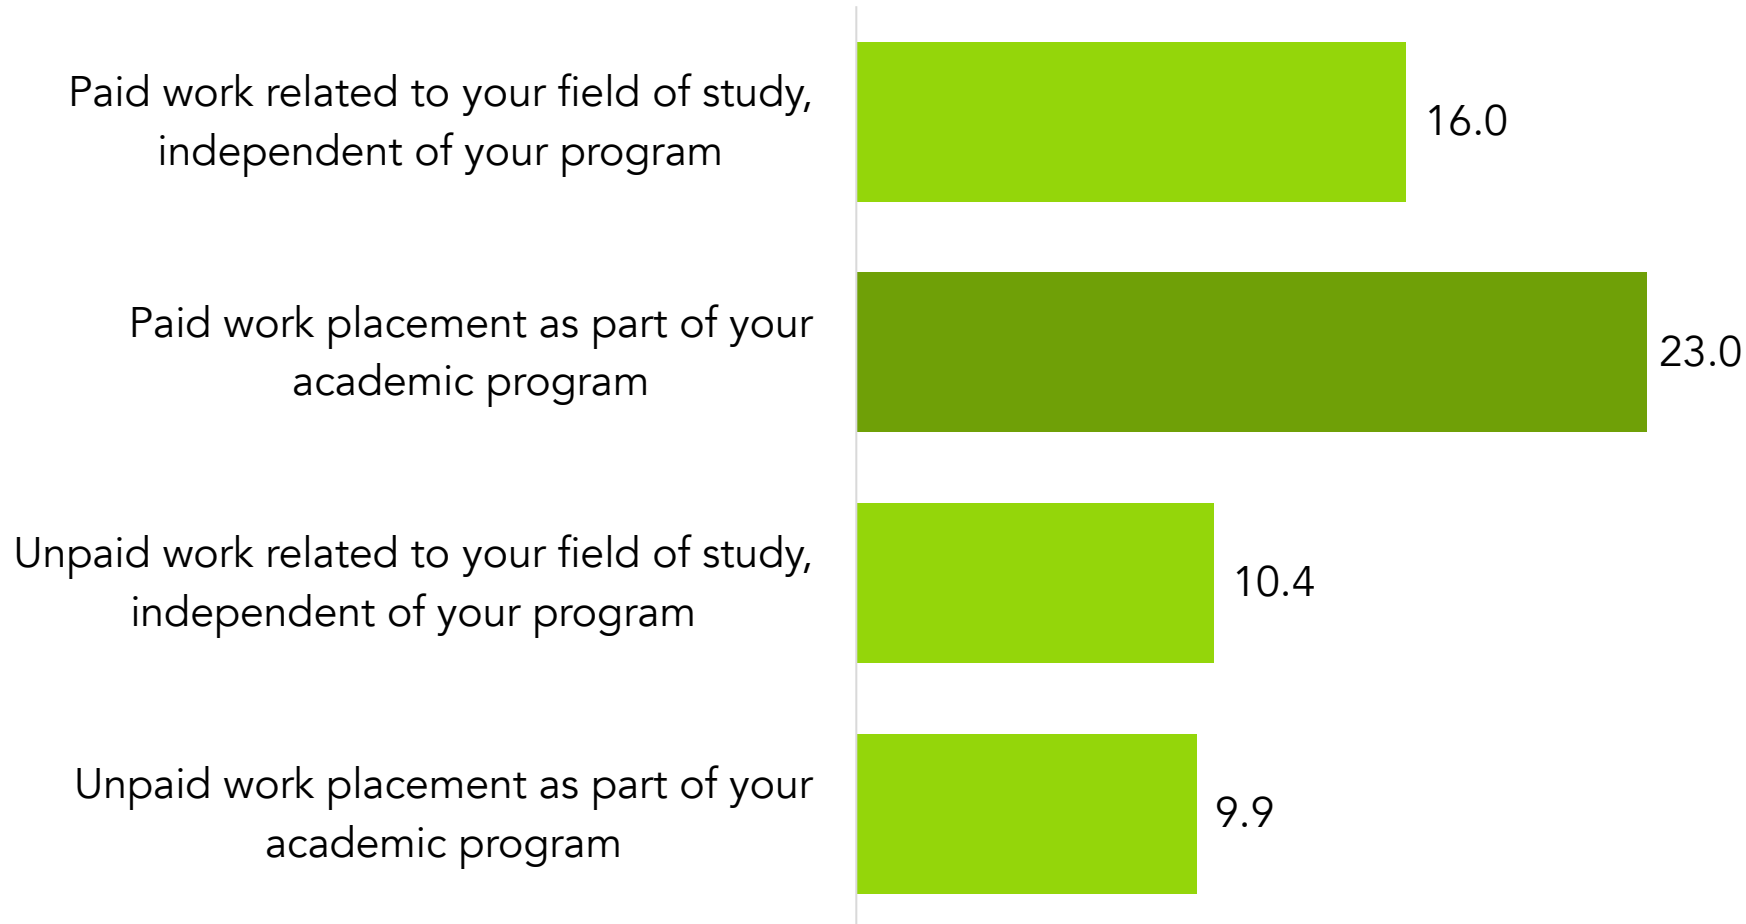 Paid work related to your field of study,
independent of your program
16.0
Paid work placement as part of your
academic program
23.0
Unpaid work related to your field of study,
independent of your program
10.4
Unpaid work placement as part of your
academic program
9.9